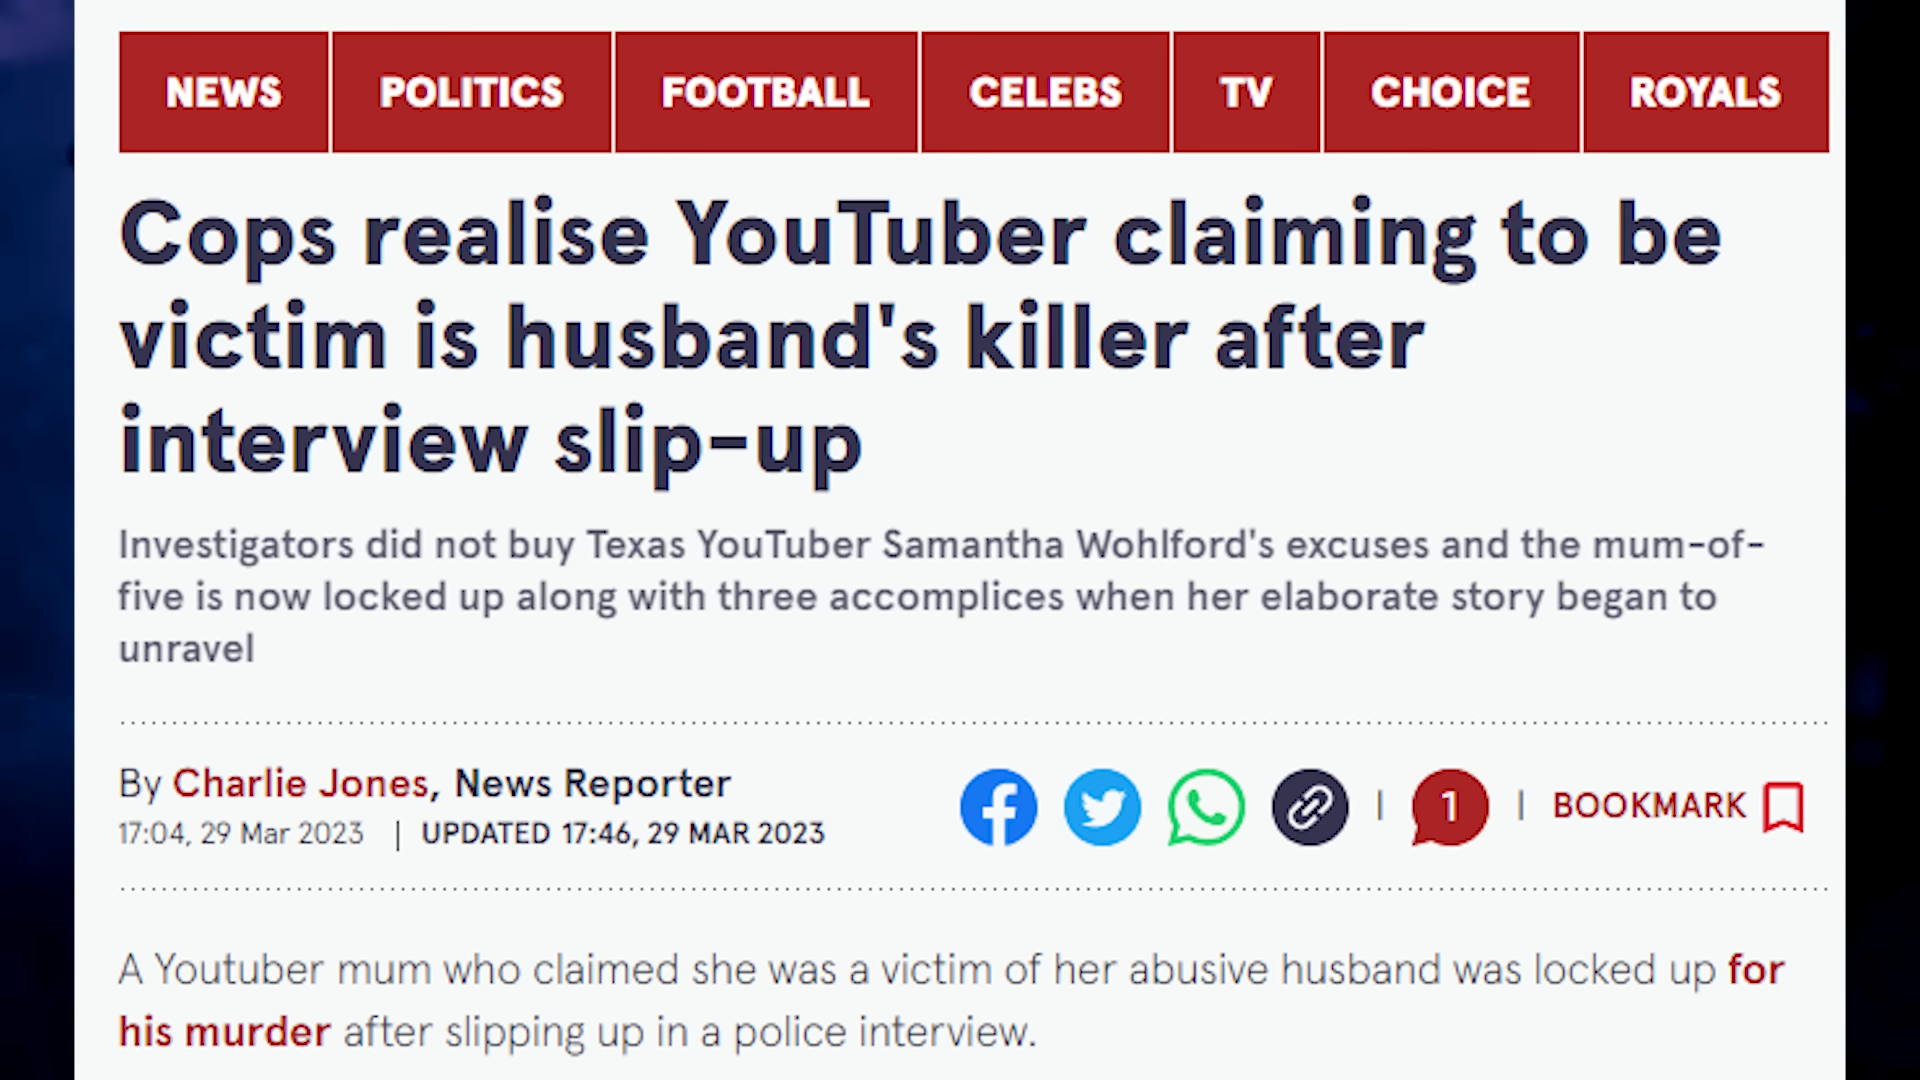 NEWS POLITICS FOOTBALL CELEBS TV CHOICE ROYALS
Cops realise YouTuber claiming to be
victim is husband's killer after
interview slip-up
Investigators did not buy Texas YouTuber Samantha Wohlford's excuses and the mum-of-
five is now locked up along with three accomplices when her elaborate story began to
unravel
By Charlie Jones, News Reporter
17:04, 29 Mar 2023 | UPDATED 17:46, 29 MAR 2023
1 | BOOKMARK
A Youtuber mum who claimed she was a victim of her abusive husband was locked up for
his murder after slipping up in a police interview.